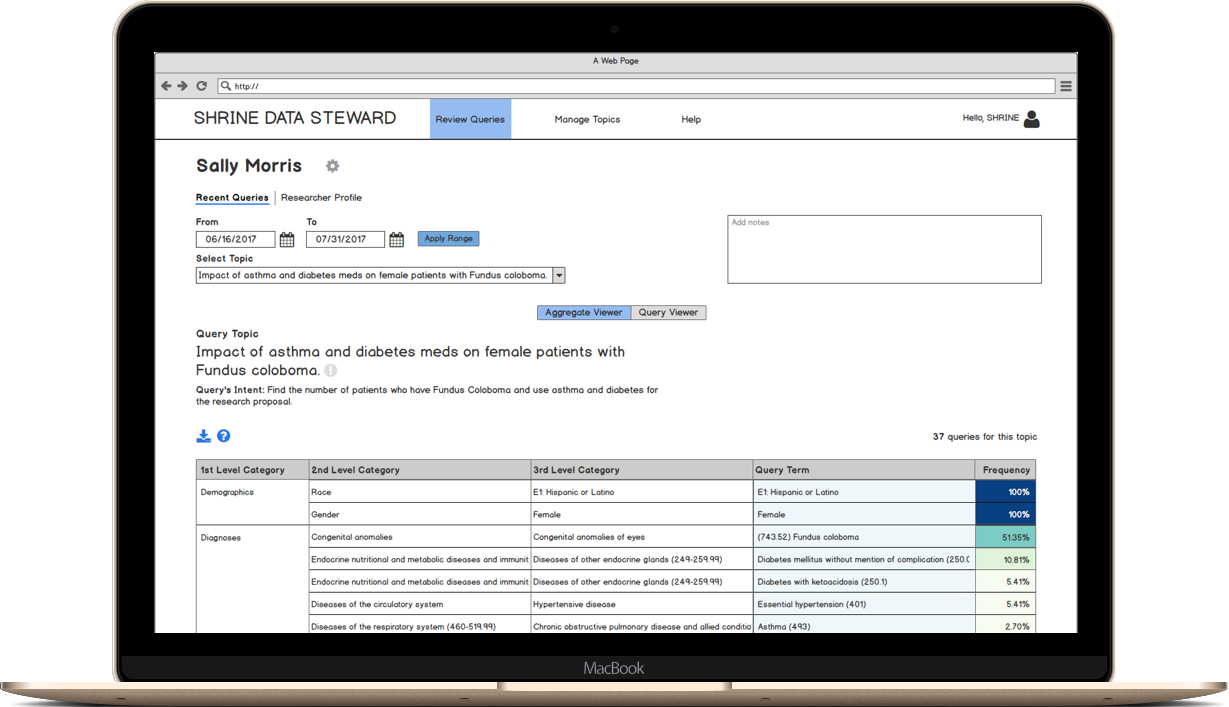 A Web Page
http://
SHRINE DATA STEWARD
Review Queries
Manage Topics
Help
Hello, SHRINE
Sally Morris
Recent Queries
Researcher Profile
From
To
06/16/2017
07/31/2017
Apply Range
Add notes
Select Topic
Impact of asthma and diabetes meds on female patients with Fundus coloboma.
Aggregate Viewer
Query Viewer
Query Topic
Impact of asthma and diabetes meds on female patients with
Fundus coloboma.
Query's Intent: Find the number of patients who have Fundus Coloboma and use asthma and diabetes for
the research proposal.
37 queries for this topic
1st Level Category 2nd Level Category 3rd Level Category Query Term Frequency
Demographics Race E1: Hispanic or Latino E1: Hispanic or Latino 100%
Gender Female Female 100%
Diagnoses Congenital anomalies Congenital anomalies of eyes (743.52) Fundus coloboma 51.35%
Endocrine nutritional and metabolic diseases and immunit Diseases of other endocrine glands (249-259.99) Diabetes mellitus without mention of complication (250.0 10.81%
Endocrine nutritional and metabolic diseases and immunit Diseases of other endocrine glands (249-259.99) Diabetes with ketoacidosis (250.1) 5.41%
Diseases of the circulatory system Hypertensive disease Essential hypertension (401) 5.41%
Diseases of the respiratory system (460-519.99) Chronic obstructive pulmonary disease and allied conditio Asthma (493) 2.70%
MacBook